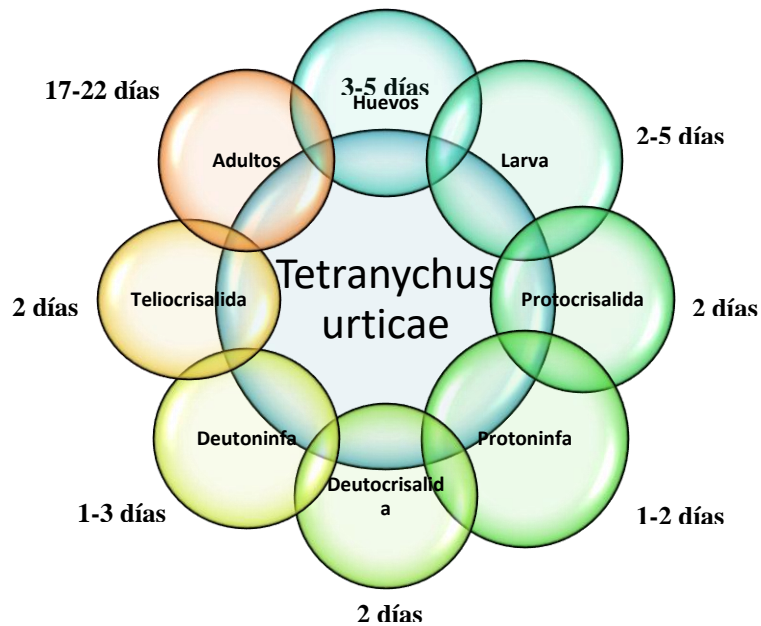 3-5 días
Huevos
17-22 días
Adultos
Larva
2-5 días
Tetranychus
urticae
2 días
Teliocrisalida
Protocrisalida
2 días
Deutoninfa
Protoninfa
Deutocrisalid
a
1-3 días
1-2 días
2 días